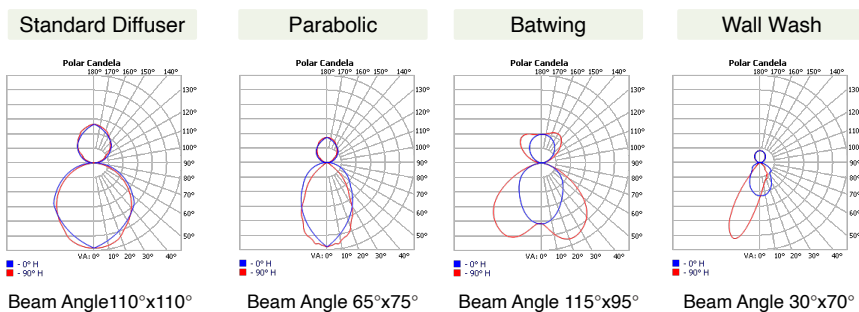 Standard Diffuser
Polar Candela
180° 170° 160° 150° 140°
130°
120°
110°
100°
90°
80°
70°
60°
50°
VA: 0° 10° 20° 30° 40°
- 0° H
- 90° H
Beam Angle110°x110°
Parabolic
Polar Candela
180° 170° 160° 150° 140°
130°
120°
110°
100°
90°
80°
70°
60°
50°
VA: 0° 10° 20° 30° 40°
- 0° H
- 90° H
Beam Angle 65°x75°
Batwing
Polar Candela
180° 170° 160° 150° 140°
130°
120°
110°
100°
90°
80°
70°
60°
50°
VA: 0° 10° 20° 30° 40°
- 0° H
- 90° H
Beam Angle 115°x95°
Wall Wash
Polar Candela
180° 170° 160° 150° 140°
130°
120°
110°
100°
90°
80°
70°
60°
50°
VA: 0° 10° 20° 30° 40°
- 0° H
- 90° H
Beam Angle 30°x70°